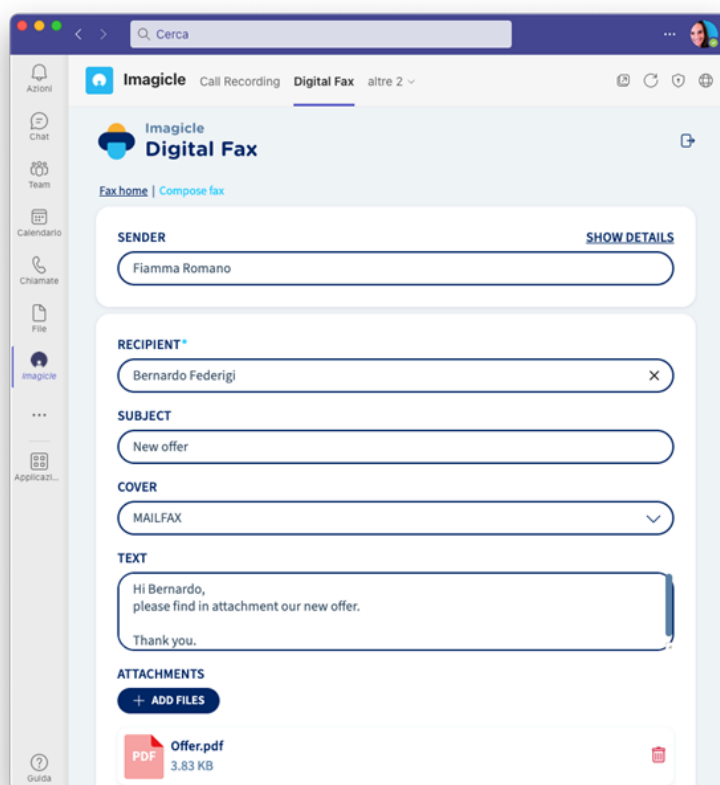 Cerca
Azioni
Chat
Team
Calendario
Chiamate
File
Imagicle
Applicazi...
Guida
Imagicle Call Recording Digital Fax altre 2
Imagicle
Digital Fax
Fax home | Compose fax
SENDER SHOW DETAILS
Fiamma Romano
RECIPIENT*
Bernardo Federigi
SUBJECT
New offer
COVER
MAILFAX
TEXT
Hi Bernardo,
please find in attachment our new offer.
Thank you.
ATTACHMENTS
+ ADD FILES
PDF
Offer.pdf
3.83 KB